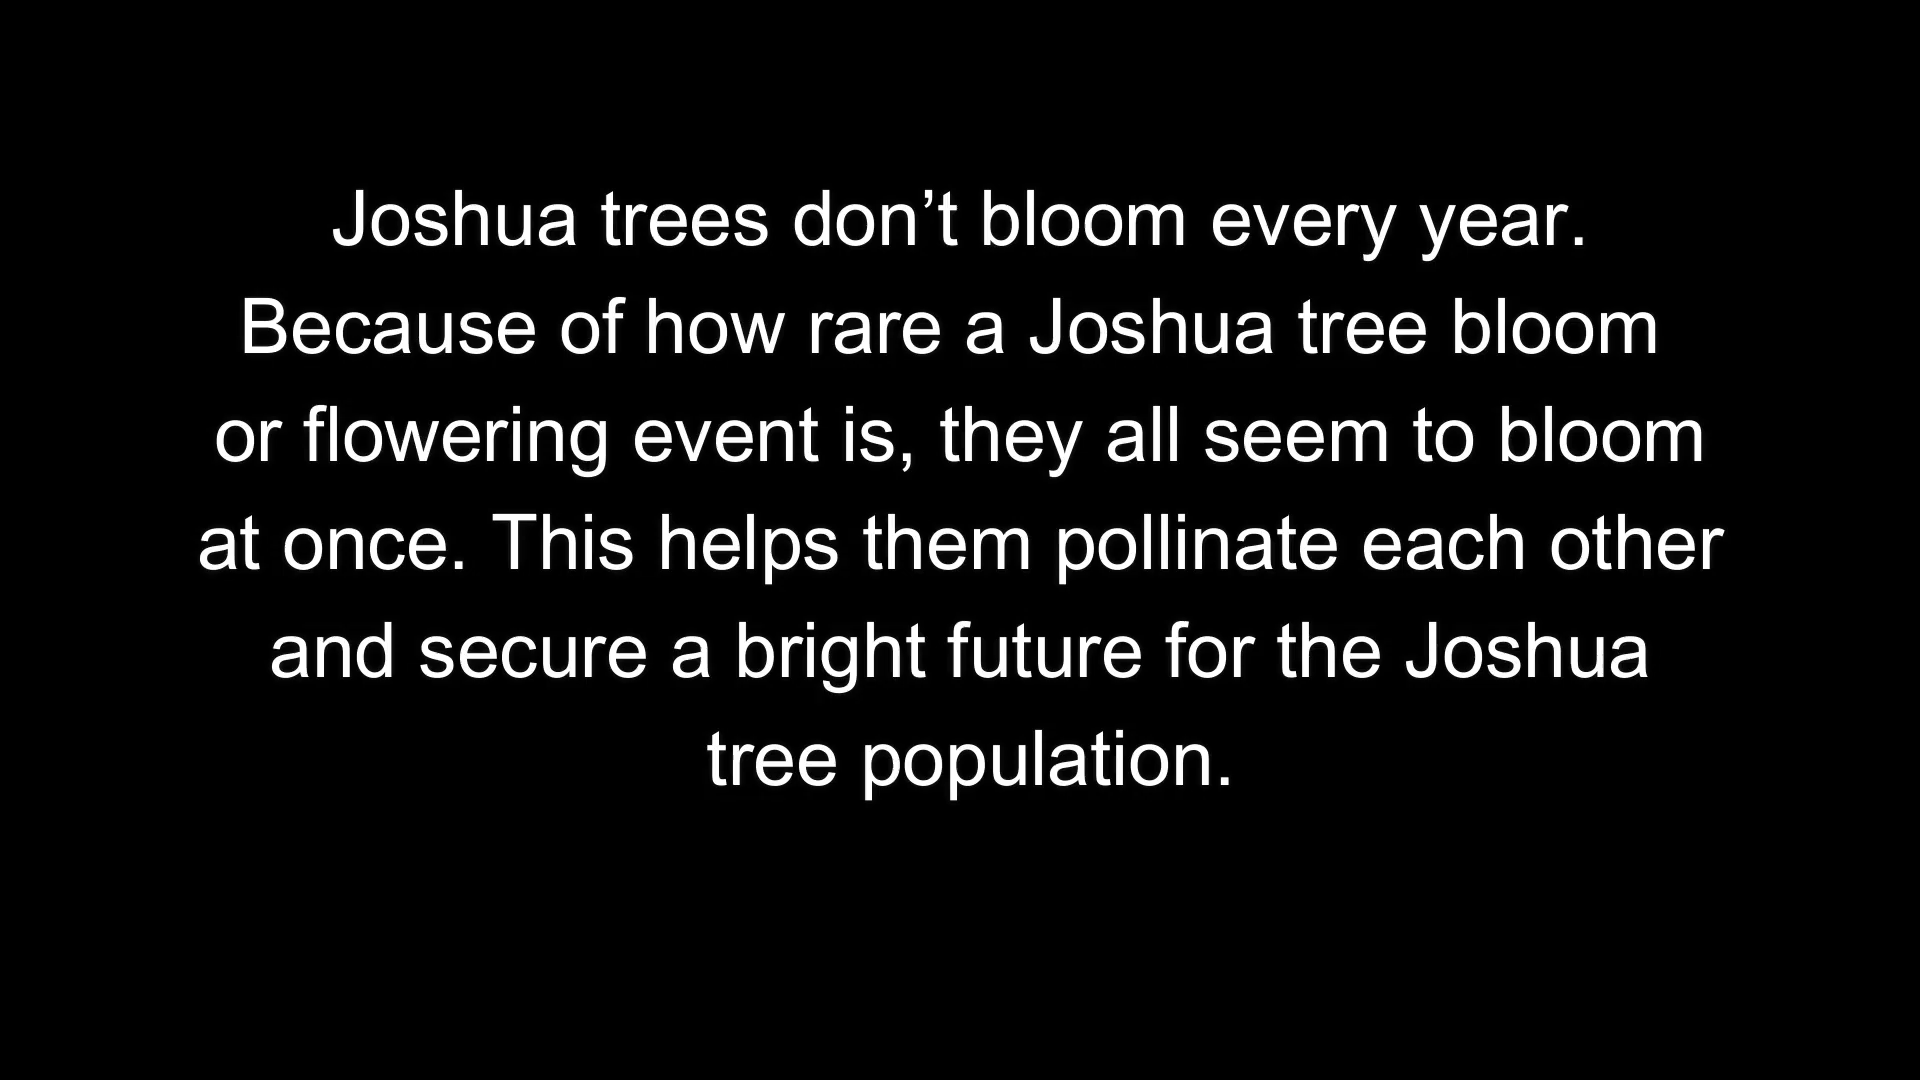 Joshua trees don’t bloom every year.
Because of how rare a Joshua tree bloom
or flowering event is, they all seem to bloom
at once. This helps them pollinate each other
and secure a bright future for the Joshua
tree population.